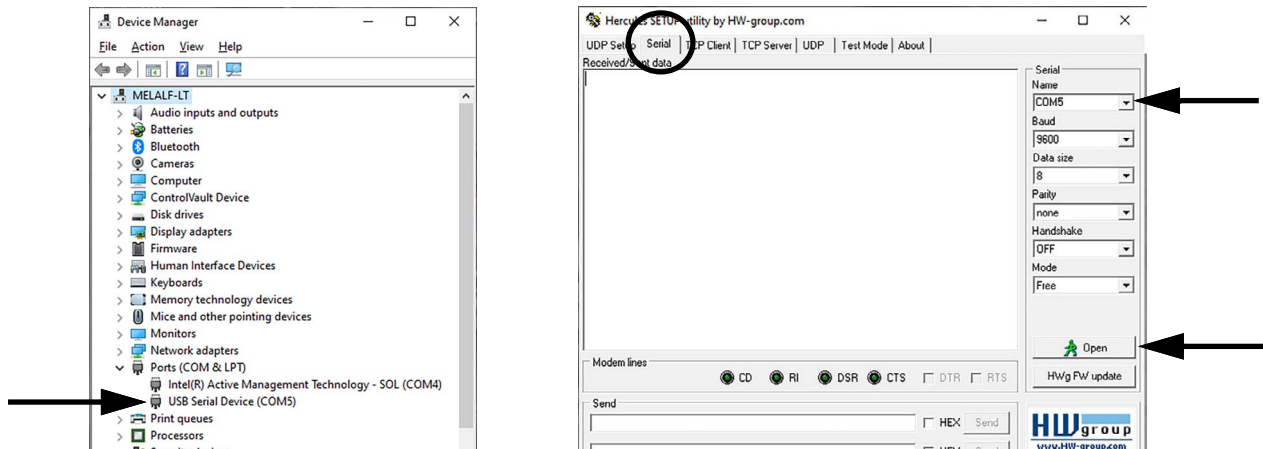 Device Manager
File Action View Help
MELALF-LT
Audio inputs and outputs
Batteries
Bluetooth
Cameras
Computer
ControlVault Device
Disk drives
Display adapters
Firmware
Human Interface Devices
Keyboards
Memory technology devices
Mice and other pointing devices
Monitors
Network adapters
Ports (COM & LPT)
Intel(R) Active Management Technology - SOL (COM4)
USB Serial Device (COM5)
Print queues
Processors
Hercules SETUP utility by HW-group.com
UDP Setup Serial TCP Client TCP Server UDP Test Mode About
Received/Sent data
Serial
Name
COM5
Baud
9600
Data size
8
Parity
none
Handshake
OFF
Mode
Free
Open
HWg FW update
Modem lines
CD RI DSR CTS DTR RTS
Send
HEX Send
HWgroup
www.HW-group.com